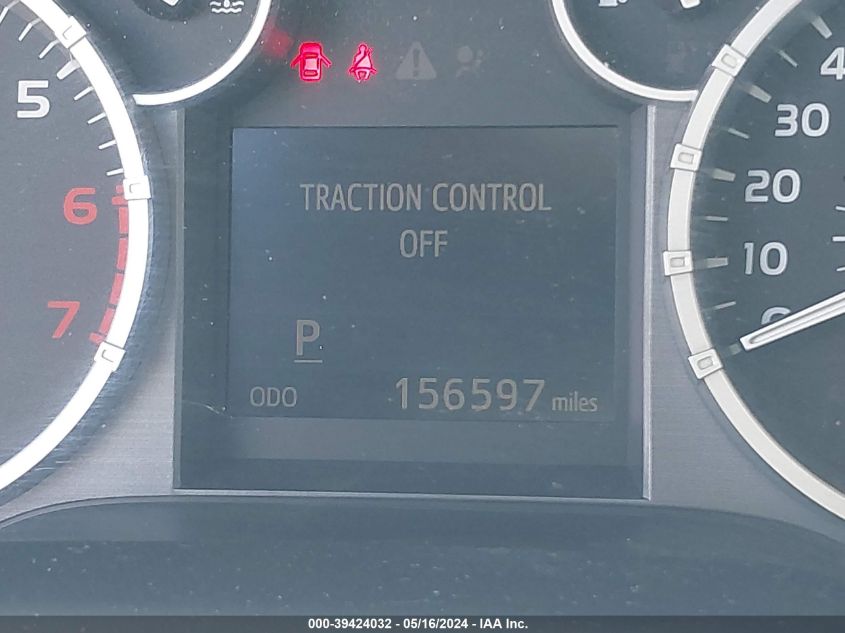 5
6
7
TRACTION CONTROL
OFF
P
ODO 156597 miles
30
20
10
000-39424032 / 05/16/2024 - IAA Inc.